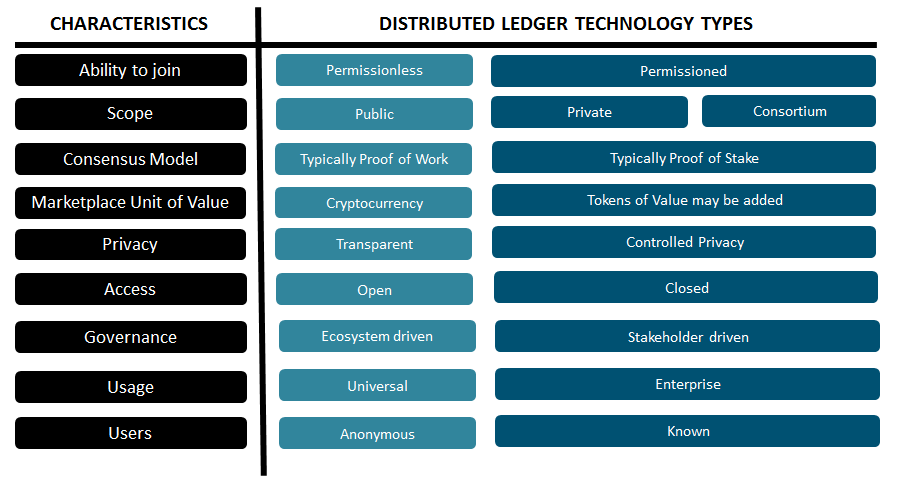 CHARACTERISTICS
DISTRIBUTED LEDGER TECHNOLOGY TYPES
Ability to join
Permissionless
Permissioned
Scope
Public
Private
Consortium
Consensus Model
Typically Proof of Work
Typically Proof of Stake
Marketplace Unit of Value
Cryptocurrency
Tokens of Value may be added
Privacy
Transparent
Controlled Privacy
Access
Open
Closed
Governance
Ecosystem driven
Stakeholder driven
Usage
Universal
Enterprise
Users
Anonymous
Known